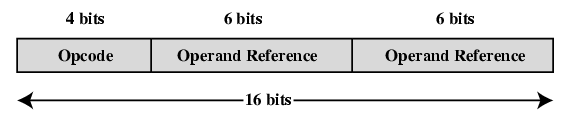 4 bits 6 bits 6 bits
Opcode Operand Reference Operand Reference
16 bits